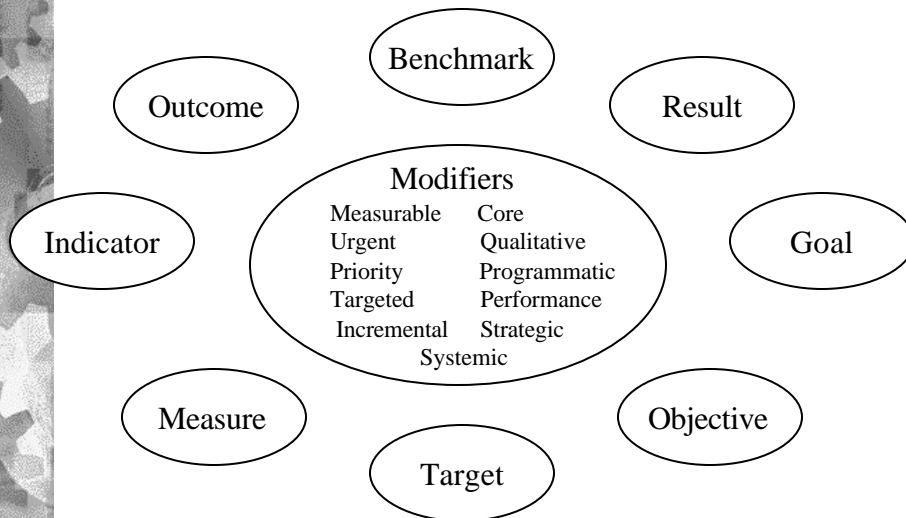 Benchmark
Outcome
Result
Modifiers
Measurable Core
Urgent Qualitative
Priority Programmatic
Targeted Performance
Incremental Strategic
Systemic
Indicator
Goal
Measure
Objective
Target